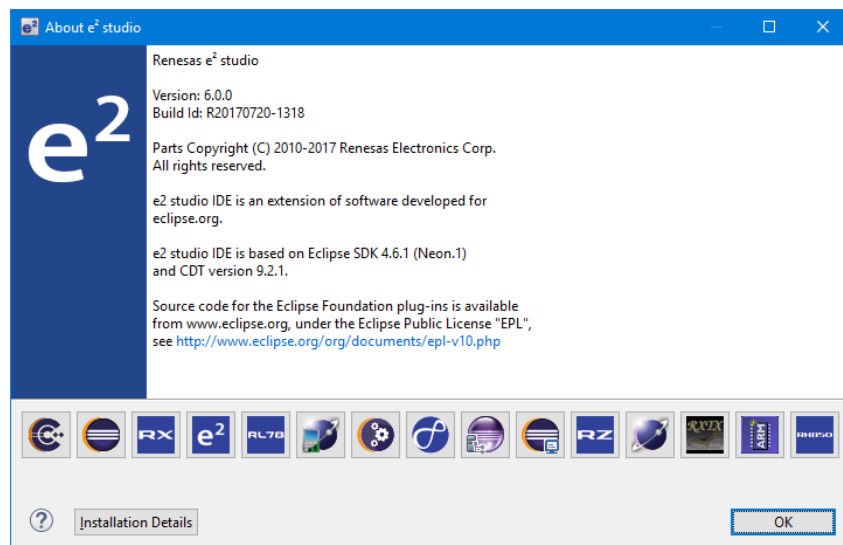 e² About e² studio
Renesas e² studio
Version: 6.0.0
Build Id: R20170720-1318
Parts Copyright (C) 2010-2017 Renesas Electronics Corp.
All rights reserved.
e2 studio IDE is an extension of software developed for
eclipse.org.
e2 studio IDE is based on Eclipse SDK 4.6.1 (Neon.1)
and CDT version 9.2.1.
Source code for the Eclipse Foundation plug-ins is available
from www.eclipse.org, under the Eclipse Public License "EPL",
see http://www.eclipse.org/org/documents/epl-v10.php
e²
RX e² RL78 RZ RXTX ARM RH850
? Installation Details OK